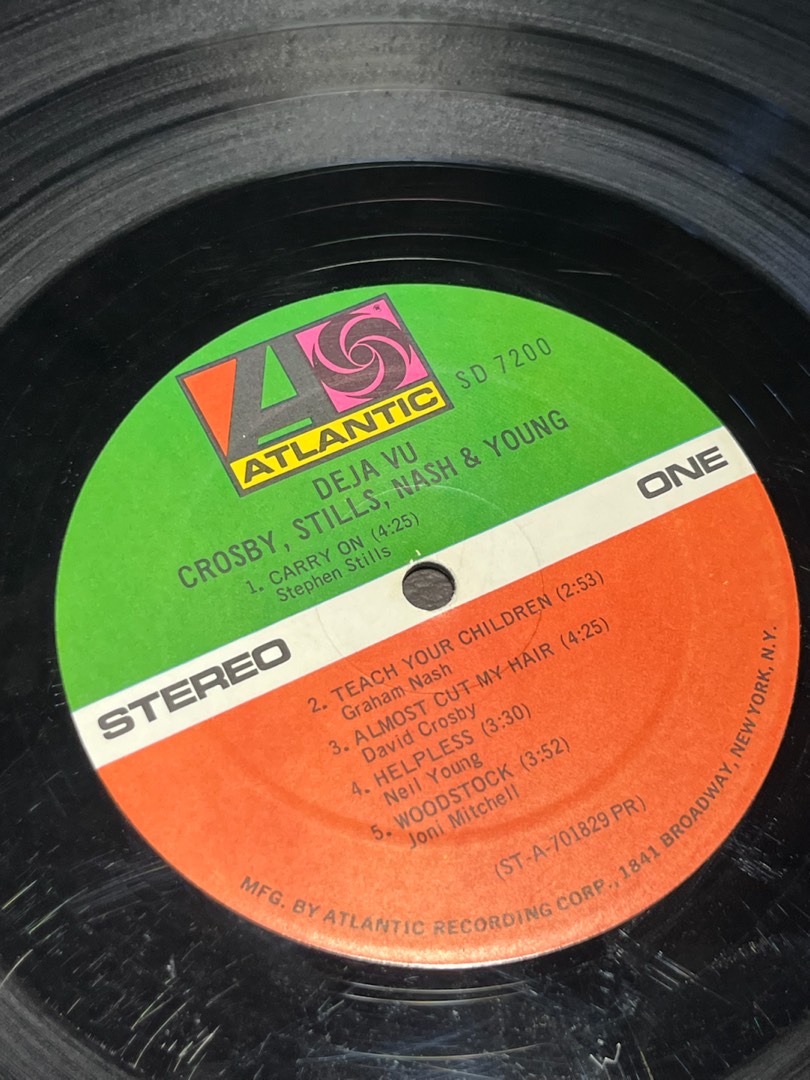 ATLANTIC
SD 7200
DEJA VU
CROSBY, STILLS, NASH & YOUNG
1. CARRY ON (4:25)
Stephen Stills
STEREO
ONE
2. TEACH YOUR CHILDREN (2:53)
Graham Nash
3. ALMOST CUT MY HAIR (4:25)
David Crosby
4. HELPLESS (3:30)
Neil Young
5. WOODSTOCK (3:52)
Joni Mitchell
(ST-A-701829 PR)
MFG. BY ATLANTIC RECORDING CORP., 1841 BROADWAY, NEW YORK, N.Y.